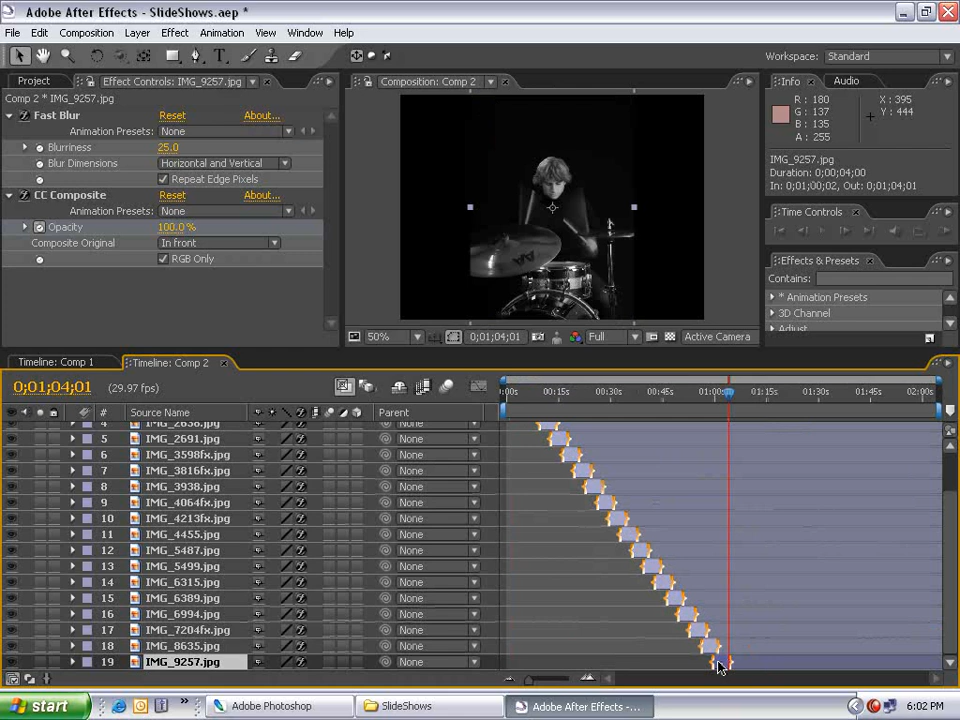 Adobe After Effects - SlideShows.aep *
File Edit Composition Layer Effect Animation View Window Help
Workspace: Standard
Project Effect Controls: IMG_9257.jpg
Composition: Comp 2
Info Audio
Comp 2 * IMG_9257.jpg
Fast Blur Reset About...
Animation Presets: None
Blurriness 25.0
Blur Dimensions Horizontal and Vertical
Repeat Edge Pixels
CC Composite Reset About...
Animation Presets: None
Opacity 100.0 %
Composite Original In front
RGB Only
R : 180
G : 137
B : 135
A : 255
X : 395
Y : 444
IMG_9257.jpg
Duration: 0;00;04;00
In: 0;01;00;02, Out: 0;01;04;01
Time Controls
Effects & Presets
Contains:
* Animation Presets
3D Channel
Adjust
50% 0;01;04;01 Full Active Camera
Timeline: Comp 1 Timeline: Comp 2
0;01;04;01 (29.97 fps)
:00s 00:15s 00:30s 00:45s 01:00s 01:15s 01:30s 01:45s 02:00s
# Source Name Parent
4 IMG_2636.jpg None
5 IMG_2691.jpg None
6 IMG_3598fx.jpg None
7 IMG_3816fx.jpg None
8 IMG_3938.jpg None
9 IMG_4064fx.jpg None
10 IMG_4213fx.jpg None
11 IMG_4455.jpg None
12 IMG_5487.jpg None
13 IMG_5499.jpg None
14 IMG_6315.jpg None
15 IMG_6389.jpg None
16 IMG_6994.jpg None
17 IMG_7204fx.jpg None
18 IMG_8635.jpg None
19 IMG_9257.jpg None
start Adobe Photoshop SlideShows Adobe After Effects -... 6:02 PM